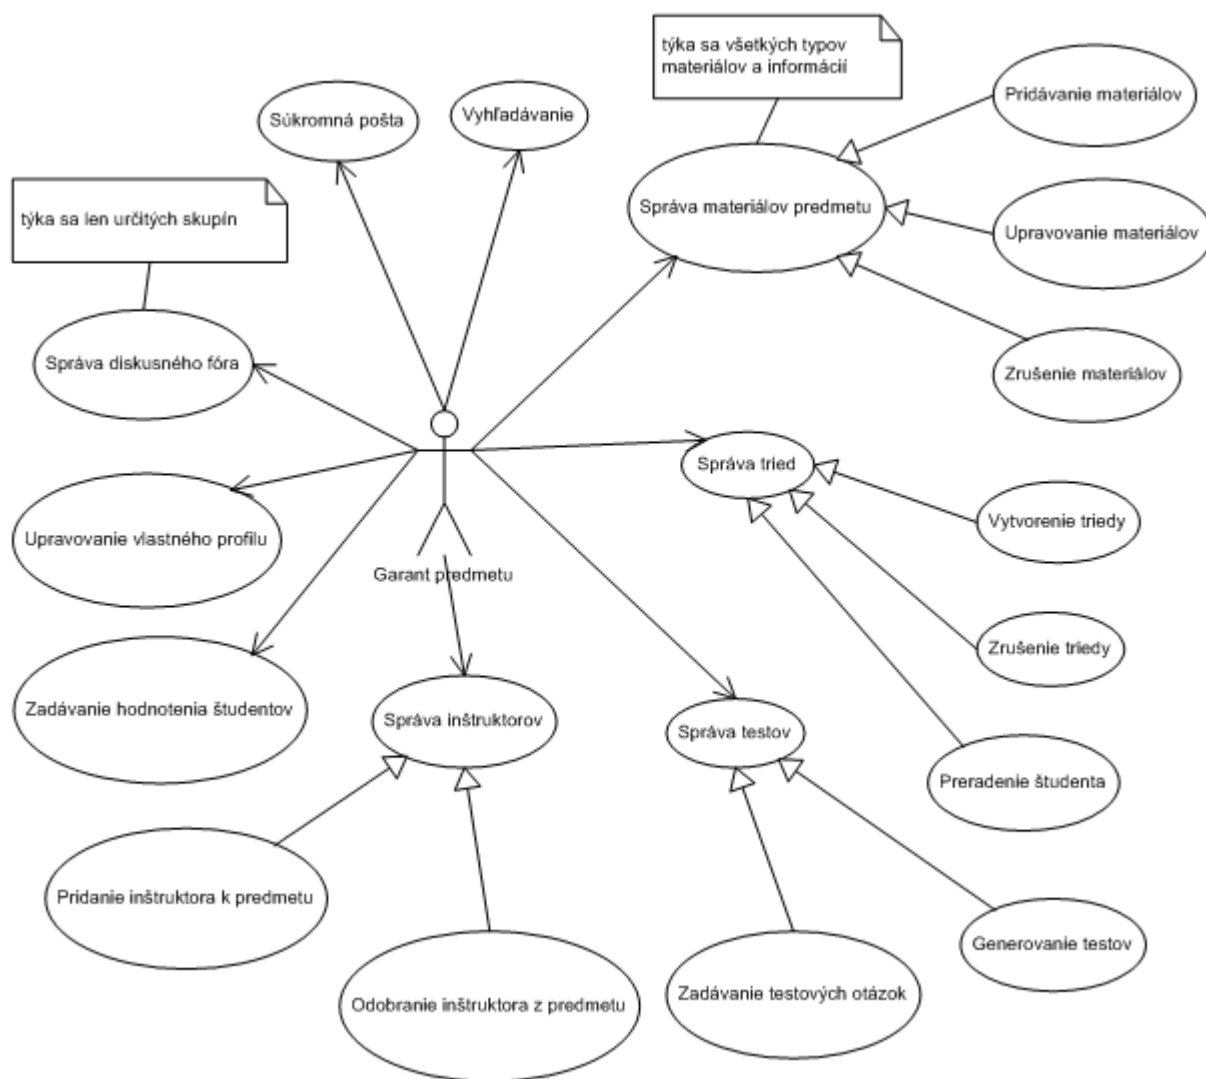 týka sa všetkých typov
materiálov a informácií
Pridávanie materiálov
Súkromná pošta
Vyhľadávanie
Správa materiálov predmetu
týka sa len určitých skupín
Upravovanie materiálov
Správa diskusného fóra
Zrušenie materiálov
Správa tried
Vytvorenie triedy
Upravovanie vlastného profilu
Garant predmetu
Zrušenie triedy
Zadávanie hodnotenia študentov
Správa inštruktorov
Správa testov
Preradenie študenta
Pridanie inštruktora k predmetu
Generovanie testov
Odobranie inštruktora z predmetu
Zadávanie testových otázok